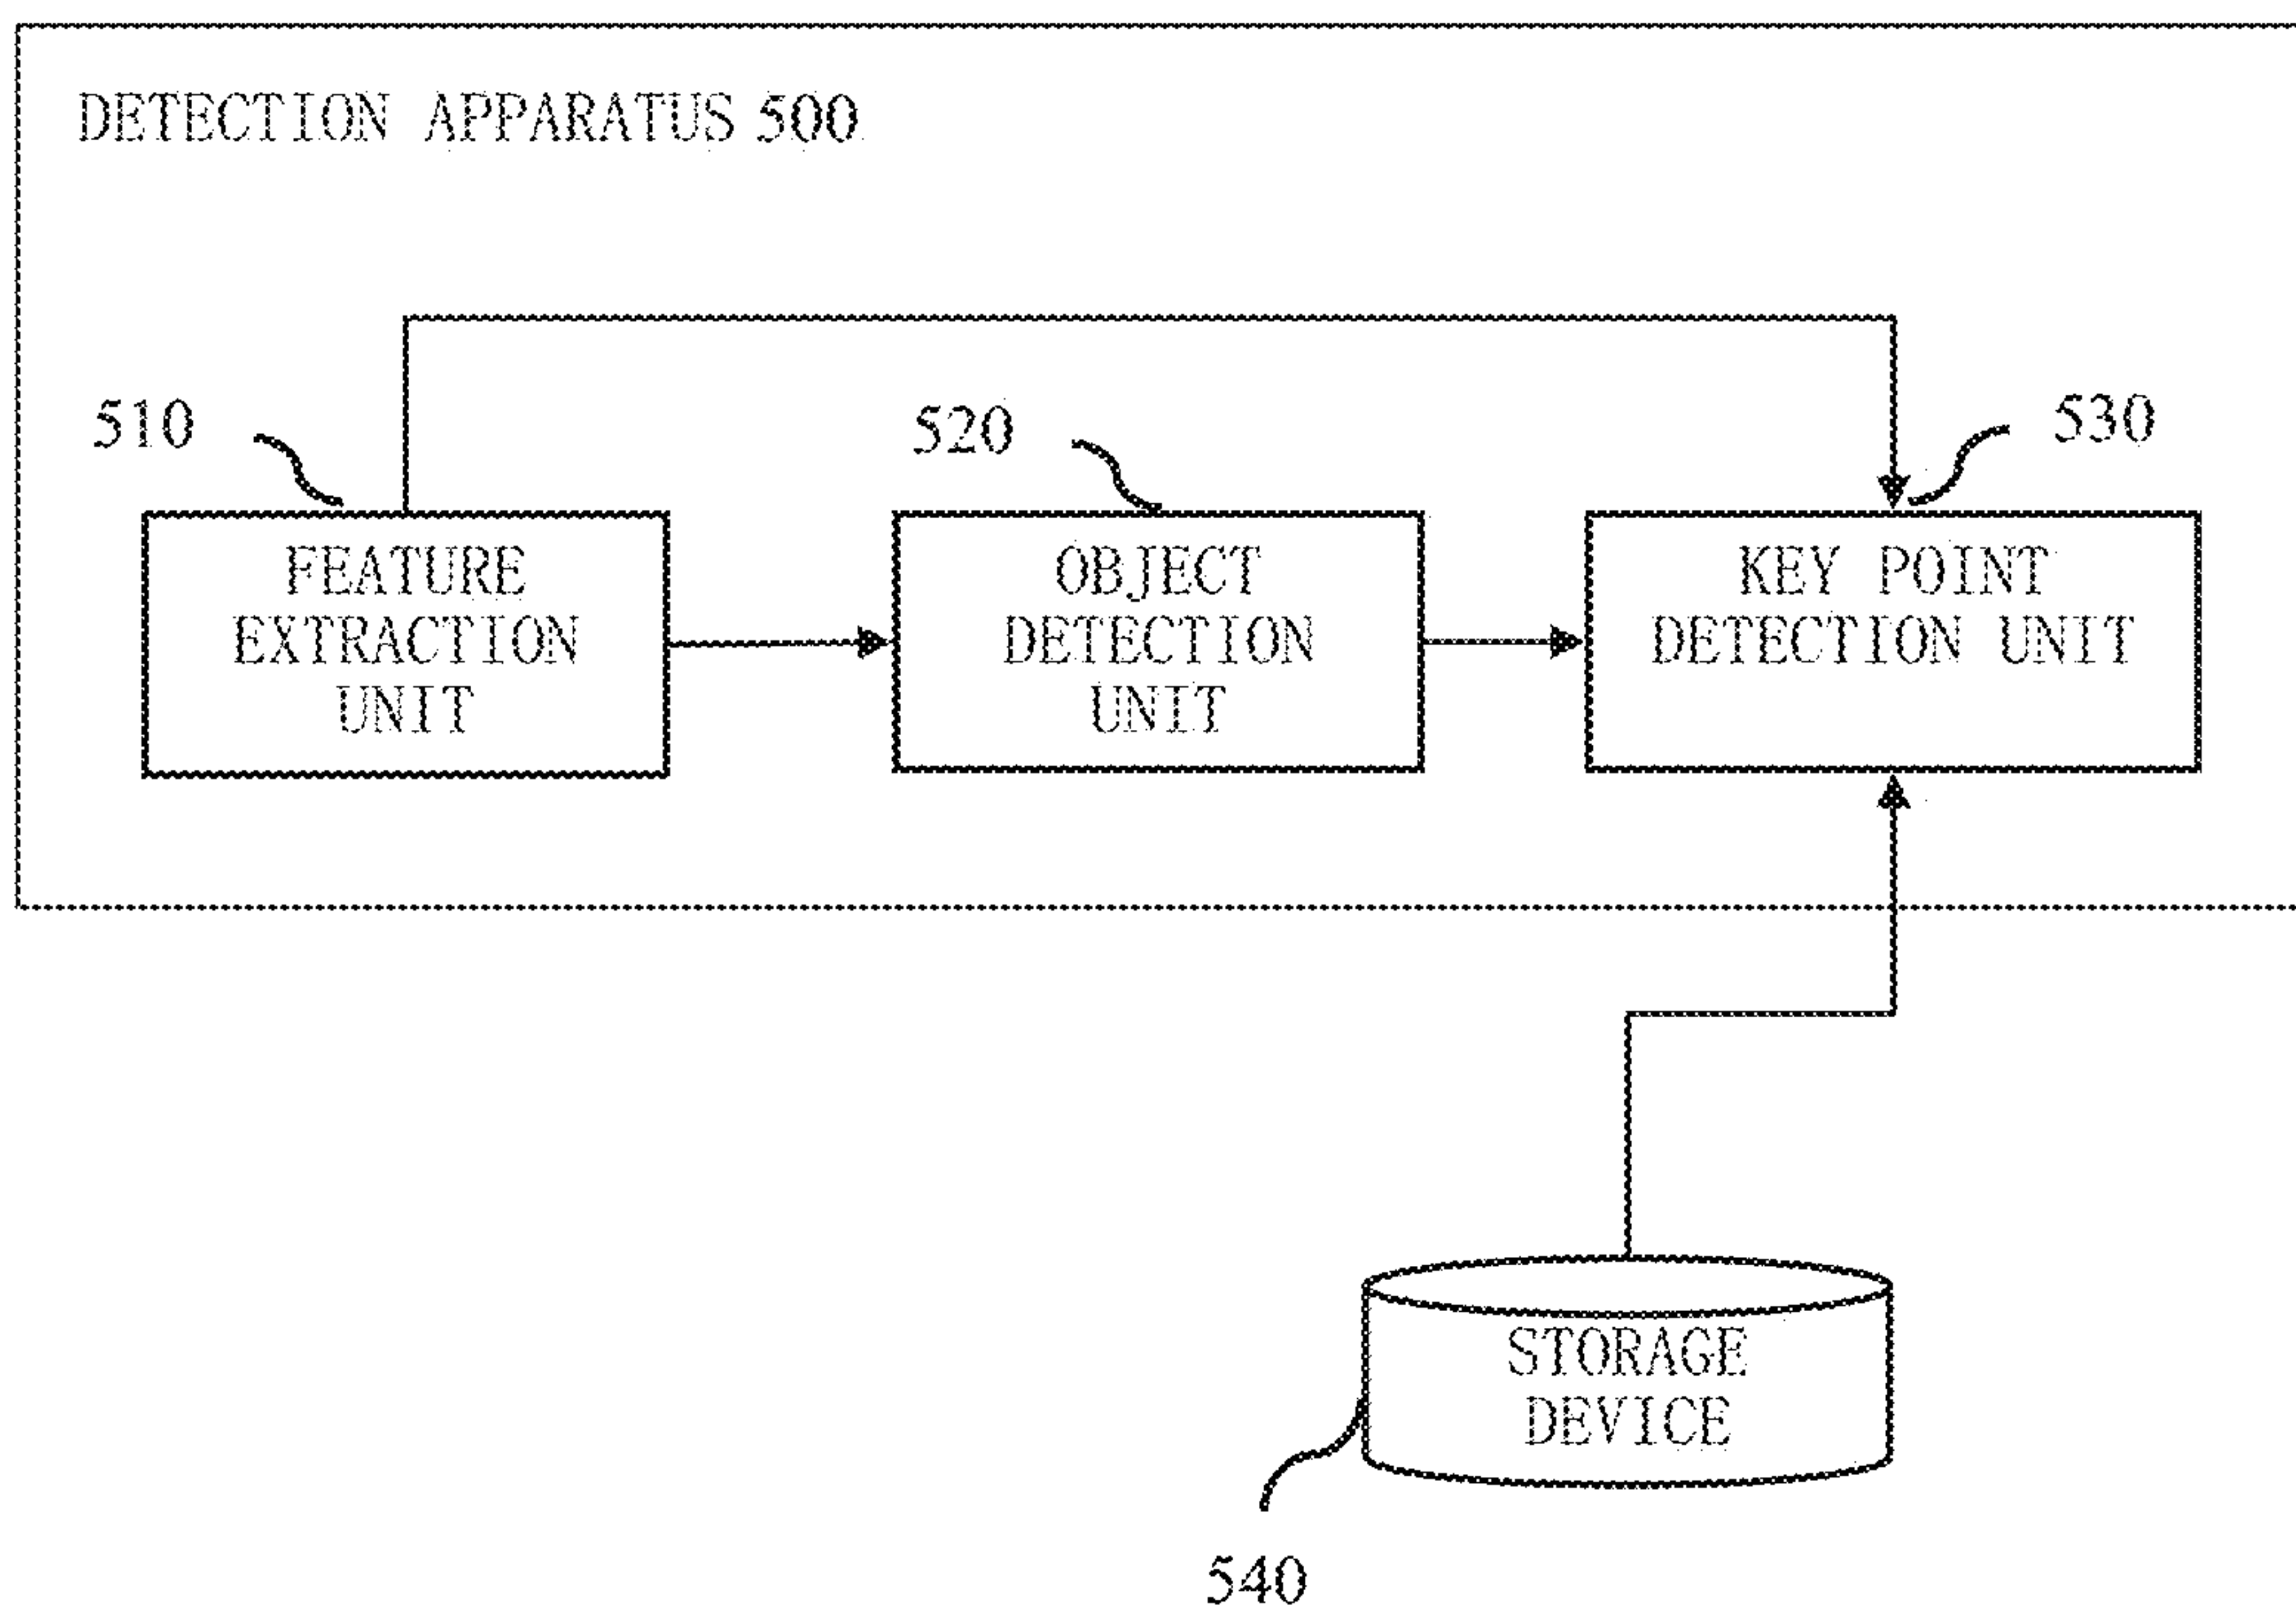 DETECTION APPARATUS 500
510
520
530
FEATURE
EXTRACTION
UNIT
OBJECT
DETECTION
UNIT
KEY POINT
DETECTION UNIT
STORAGE
DEVICE
540